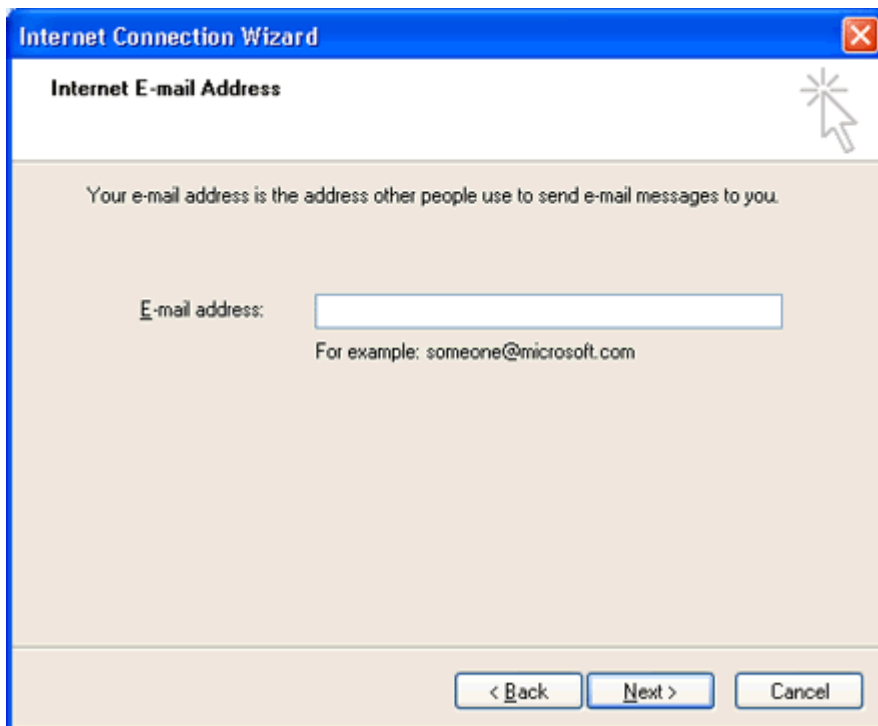 Internet Connection Wizard
Internet E-mail Address
Your e-mail address is the address other people use to send e-mail messages to you.
E-mail address:
For example: someone@microsoft.com
< Back Next > Cancel